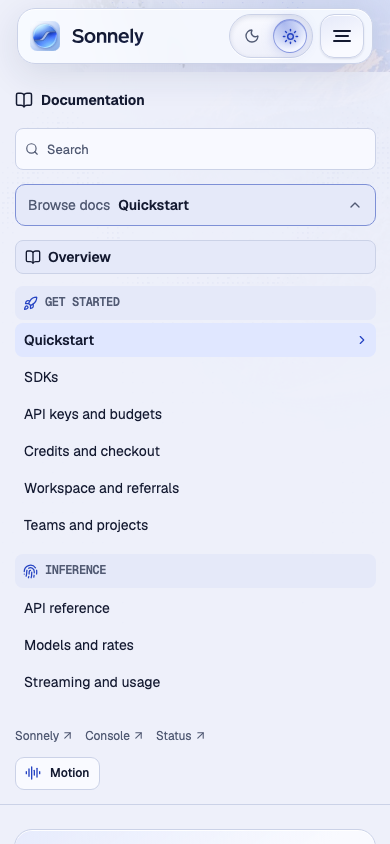 Sonnely
Documentation
Search
Browse docs Quickstart
Overview
GET STARTED
Quickstart
SDKs
API keys and budgets
Credits and checkout
Workspace and referrals
Teams and projects
INFERENCE
API reference
Models and rates
Streaming and usage
Sonnely Console Status
Motion